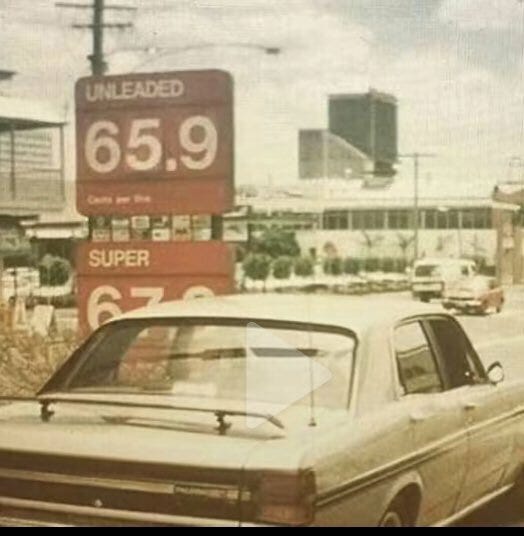 UNLEADED
65.9
Cents per litre
SUPER